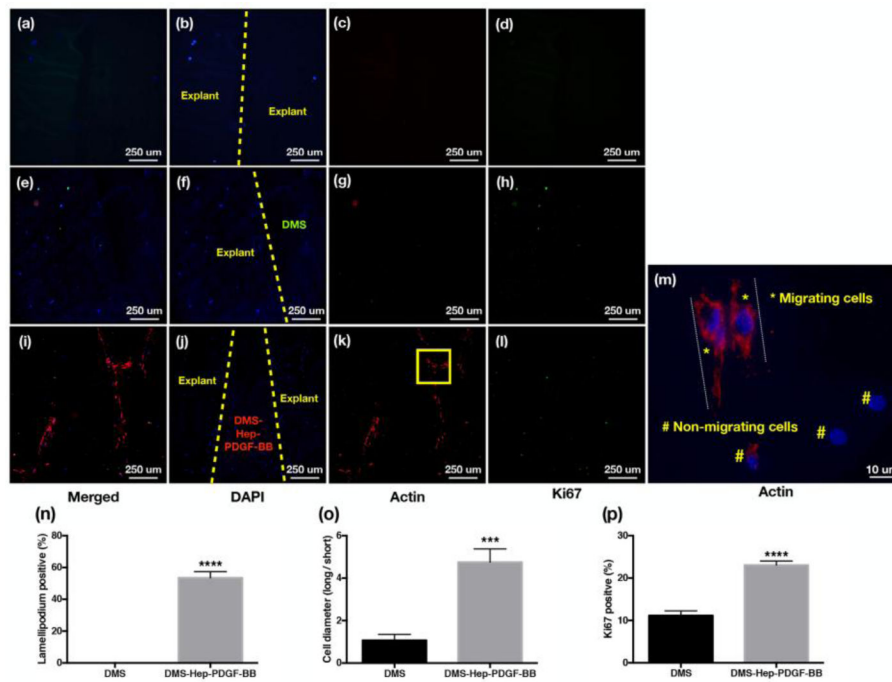 (a)
(b)
(c)
(d)
Explant
Explant
250 um
250 um
250 um
250 um
(e)
(f)
(g)
(h)
DMS
Explant
250 um
250 um
250 um
250 um
(i)
(j)
(k)
(l)
Explant
Explant
DMS-
Hep-
PDGF-BB
250 um
250 um
250 um
250 um
(m)
* * Migrating cells
*
#
# Non-migrating cells #
#
10 um
Merged
DAPI
Actin
Ki67
Actin
(n)
Lamellipodium positive (%)
80
60
40
20
0
****
DMS
DMS-Hep-PDGF-BB
(o)
Cell diameter (long / short)
6
4
2
0
***
DMS
DMS-Hep-PDGF-BB
(p)
Ki67 positve (%)
30
20
10
0
****
DMS
DMS-Hep-PDGF-BB